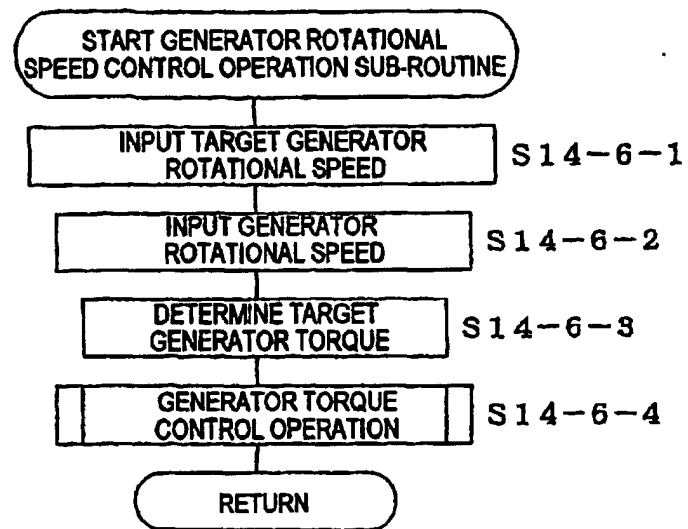 START GENERATOR ROTATIONAL
SPEED CONTROL OPERATION SUB-ROUTINE
INPUT TARGET GENERATOR
ROTATIONAL SPEED
S14-6-1
INPUT GENERATOR
ROTATIONAL SPEED
S14-6-2
DETERMINE TARGET
GENERATOR TORQUE
S14-6-3
GENERATOR TORQUE
CONTROL OPERATION
S14-6-4
RETURN